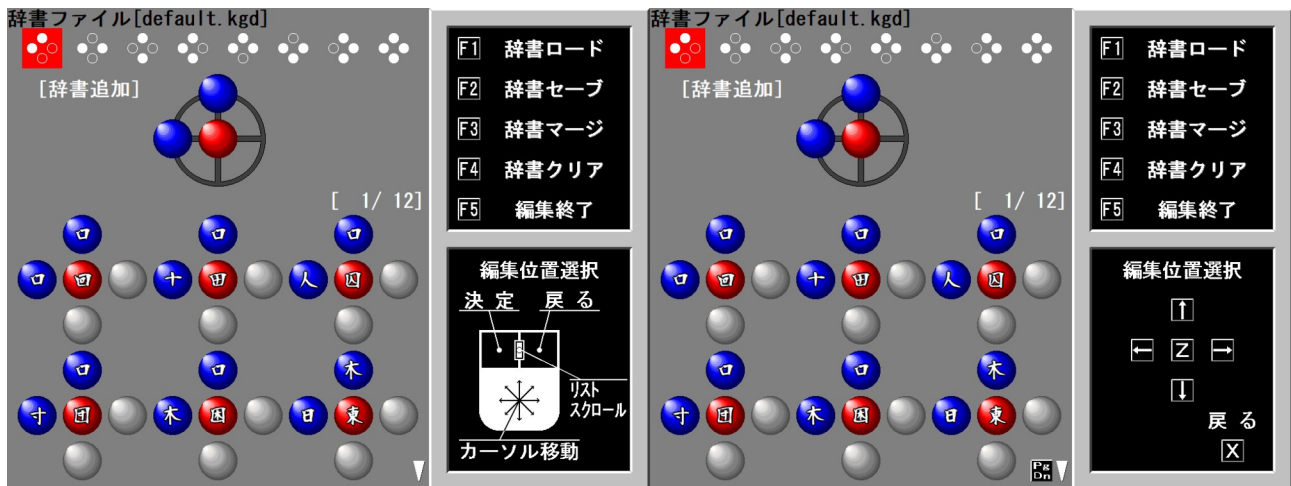 辞書ファイル[default.kgd]
[辞書追加]
[ 1/ 12]
口 口 口
口 回 十 田 人 囚
口 口 木
寸 団 木 困 日 東
F1 辞書ロード
F2 辞書セーブ
F3 辞書マージ
F4 辞書クリア
F5 編集終了
編集位置選択
決 定 戻 る
リスト
スクロール
カーソル移動
辞書ファイル[default.kgd]
[辞書追加]
[ 1/ 12]
口 口 口
口 回 十 田 人 囚
口 口 木
寸 団 木 困 日 東
PgDn
F1 辞書ロード
F2 辞書セーブ
F3 辞書マージ
F4 辞書クリア
F5 編集終了
編集位置選択
↑
← Z →
↓
戻 る
X